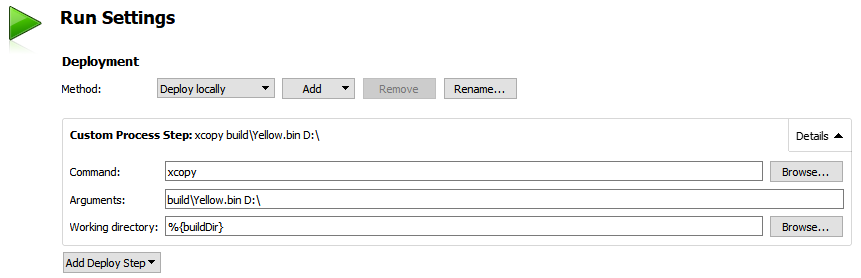 Run Settings
Deployment
Method: Deploy locally Add Remove Rename...
Custom Process Step: xcopy build\Yellow.bin D:\ Details
Command: xcopy Browse...
Arguments: build\Yellow.bin D:\
Working directory: %{buildDir} Browse...
Add Deploy Step